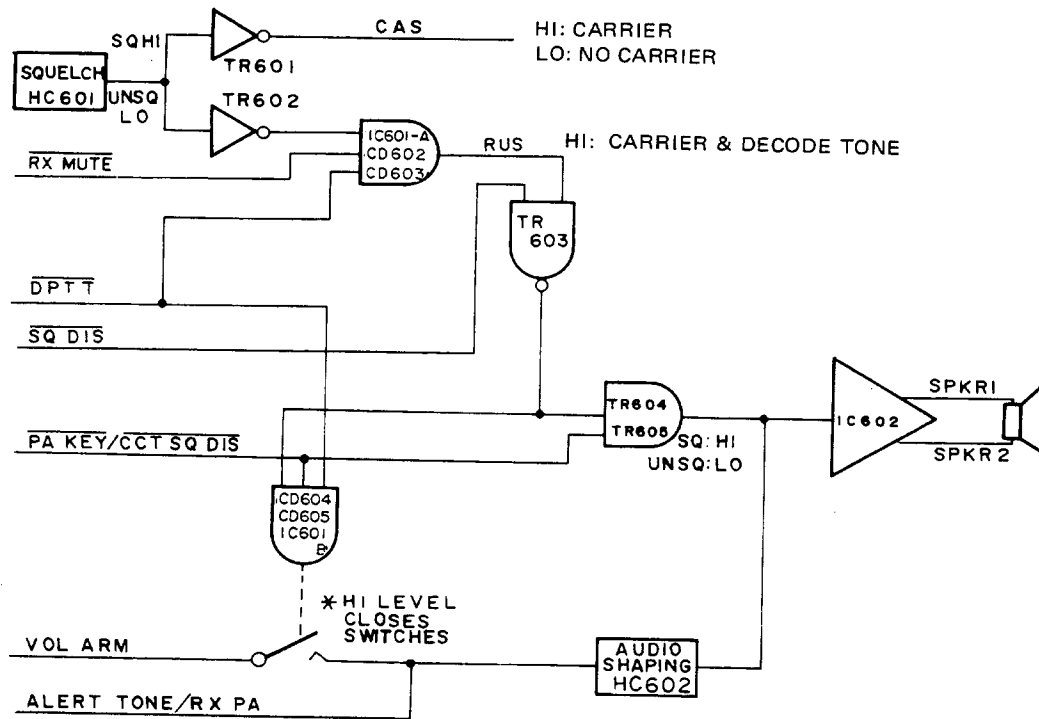 CAS
HI: CARRIER
LO: NO CARRIER
SQHI
SQUELCH
HC601
UNSQ
LO
TR601
TR602
IC601-A
CD602
CD603
RX MUTE
RUS
HI: CARRIER & DECODE TONE
TR
603
DPTT
SQ DIS
PA KEY/CCT SQ DIS
TR604
TR605
SQ: HI
UNSQ: LO
IC602
SPKR1
SPKR2
CD604
CD605
IC601
B
* HI LEVEL
CLOSES
SWITCHES
VOL ARM
AUDIO
SHAPING
HC602
ALERT TONE/RX PA